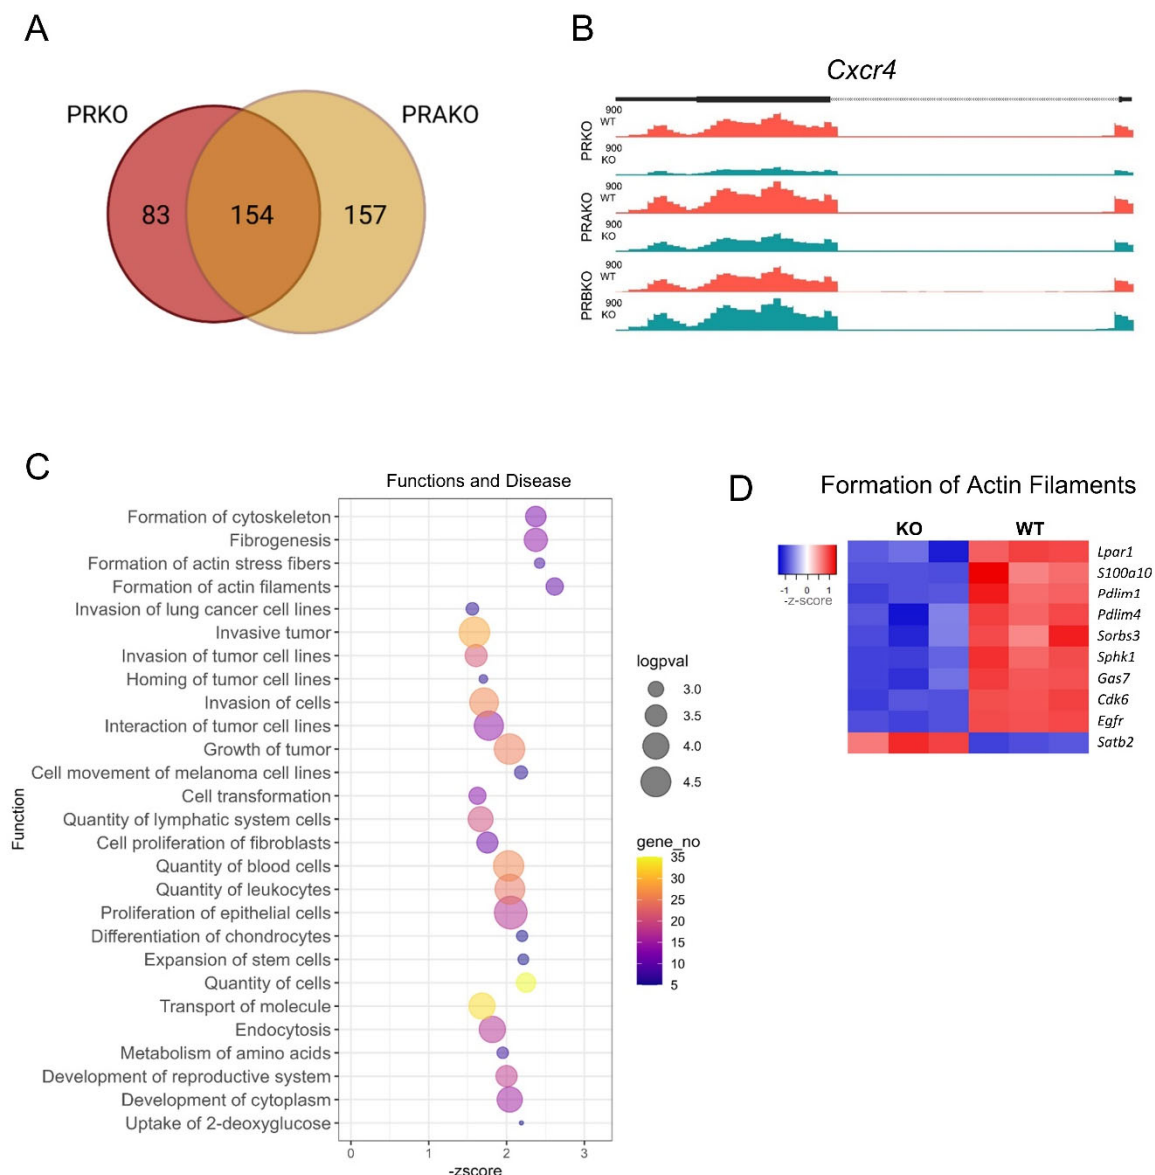 A
PRKO
PRAKO
83
154
157
B
Cxcr4
PRKO
900
WT
900
KO
PRAKO
900
WT
900
KO
PRBKO
900
WT
900
KO
C
Functions and Disease
Function
Formation of cytoskeleton
Fibrogenesis
Formation of actin stress fibers
Formation of actin filaments
Invasion of lung cancer cell lines
Invasive tumor
Invasion of tumor cell lines
Homing of tumor cell lines
Invasion of cells
Interaction of tumor cell lines
Growth of tumor
Cell movement of melanoma cell lines
Cell transformation
Quantity of lymphatic system cells
Cell proliferation of fibroblasts
Quantity of blood cells
Quantity of leukocytes
Proliferation of epithelial cells
Differentiation of chondrocytes
Expansion of stem cells
Quantity of cells
Transport of molecule
Endocytosis
Metabolism of amino acids
Development of reproductive system
Development of cytoplasm
Uptake of 2-deoxyglucose
0 1 2 3
-zscore
logpval
3.0
3.5
4.0
4.5
gene_no
35
30
25
20
15
10
5
D
Formation of Actin Filaments
KO WT
-1 0 1
-z-score
Lpar1
S100a10
Pdlim1
Pdlim4
Sorbs3
Sphk1
Gas7
Cdk6
Egfr
Satb2